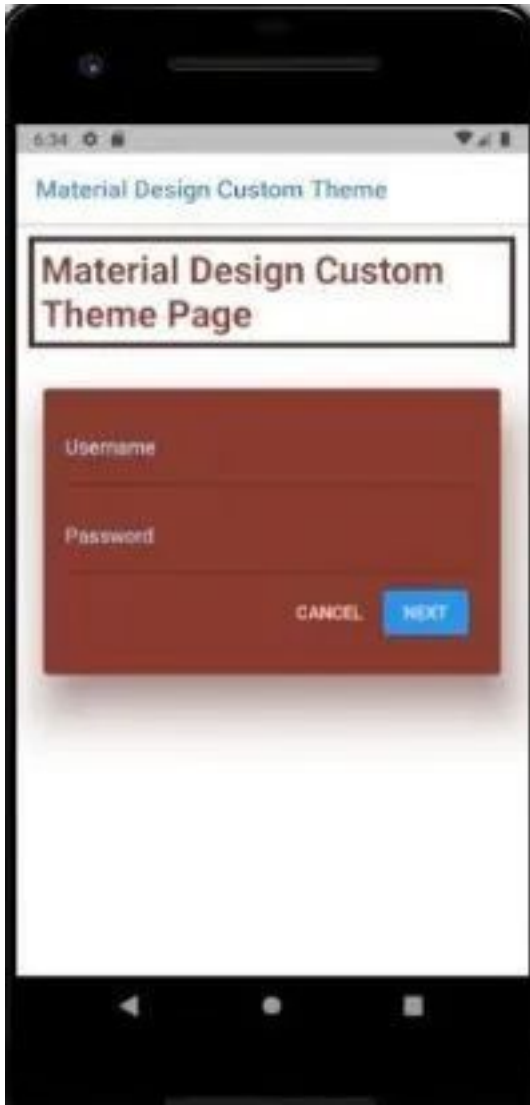 6:34
Material Design Custom Theme
Material Design Custom
Theme Page
Username
Password
CANCEL NEXT